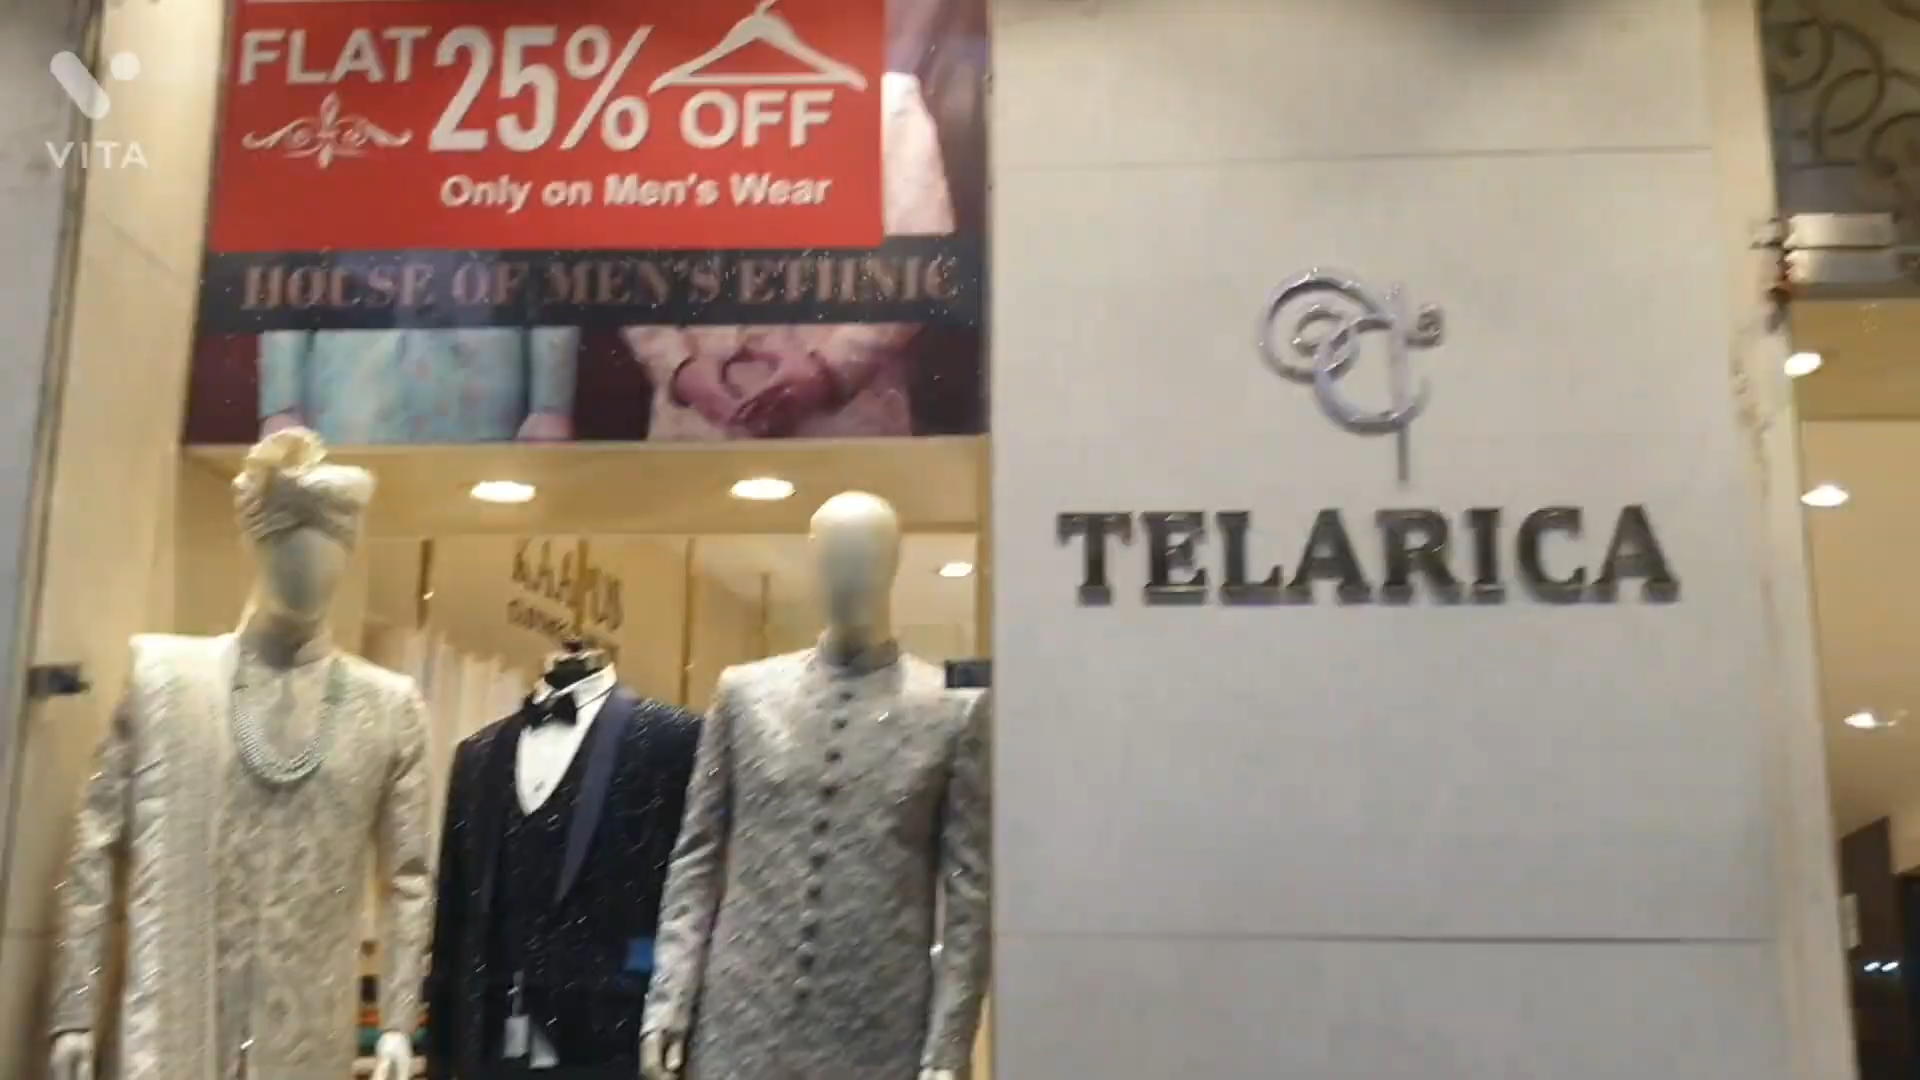 VITA
FLAT 25% OFF
Only on Men's Wear
HOUSE OF MEN'S ETHNIC
TELARICA